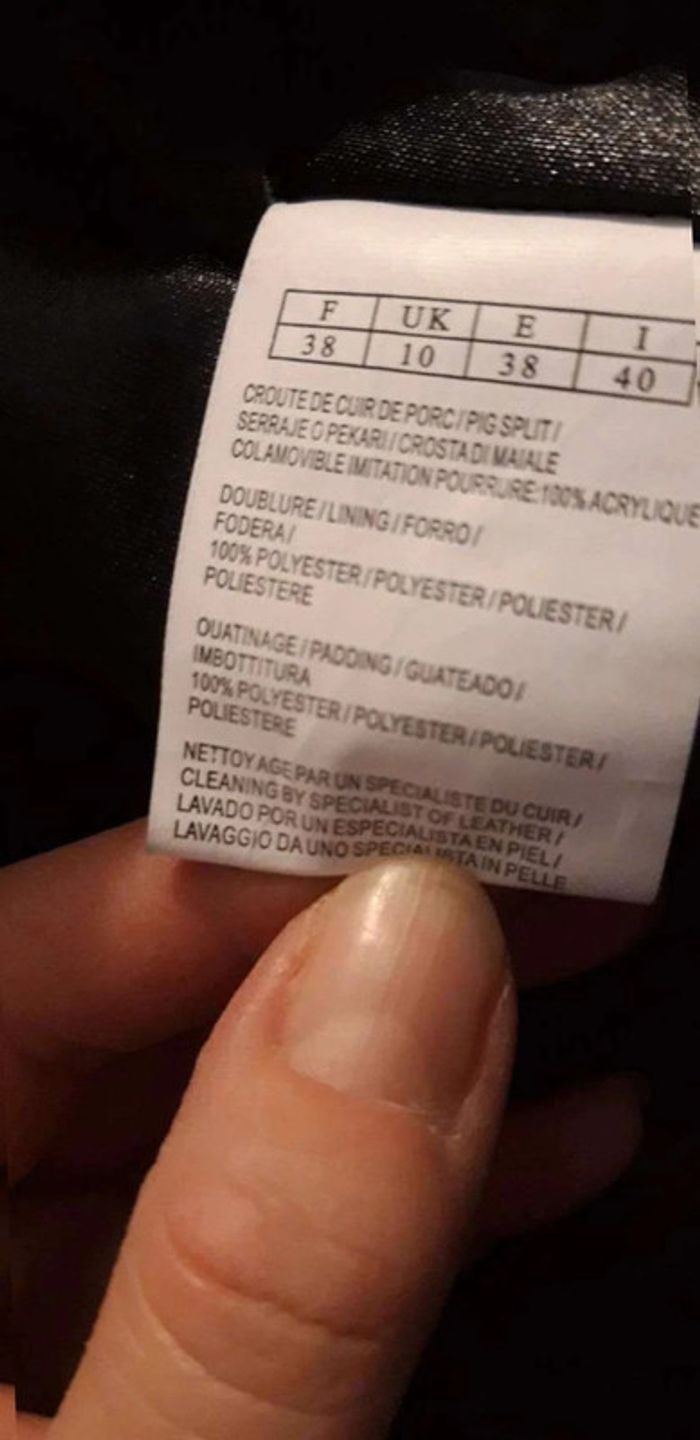 F UK E I
38 10 38 40
CROUTE DE CUIR DE PORC / PIG SPLIT /
SERRAJE O PEKARI / CROSTA DI MAIALE
COL AMOVIBLE IMITATION POURRURE: 100% ACRYLIQUE
DOUBLURE / LINING / FORRO /
FODERA /
100% POLYESTER / POLYESTER / POLIESTER /
POLIESTERE
OUATINAGE / PADDING / GUATEADO /
IMBOTTITURA
100% POLYESTER / POLYESTER / POLIESTER /
POLIESTERE
NETTOYAGE PAR UN SPECIALISTE DU CUIR /
CLEANING BY SPECIALIST OF LEATHER /
LAVADO POR UN ESPECIALISTA EN PIEL /
LAVAGGIO DA UNO SPECIALISTA IN PELLE